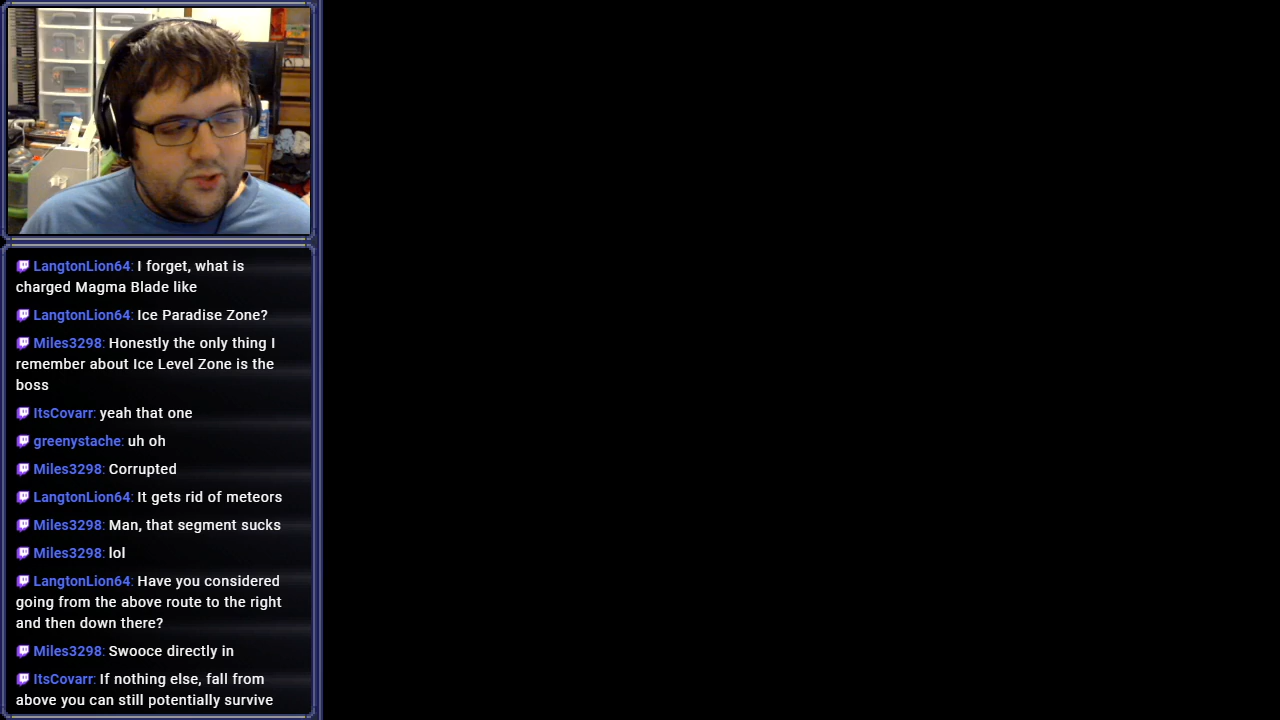 LangtonLion64: I forget, what is
charged Magma Blade like
LangtonLion64: Ice Paradise Zone?
Miles3298: Honestly the only thing I
remember about Ice Level Zone is the
boss
ItsCovarr: yeah that one
greenystache: uh oh
Miles3298: Corrupted
LangtonLion64: It gets rid of meteors
Miles3298: Man, that segment sucks
Miles3298: lol
LangtonLion64: Have you considered
going from the above route to the right
and then down there?
Miles3298: Swooce directly in
ItsCovarr: If nothing else, fall from
above you can still potentially survive